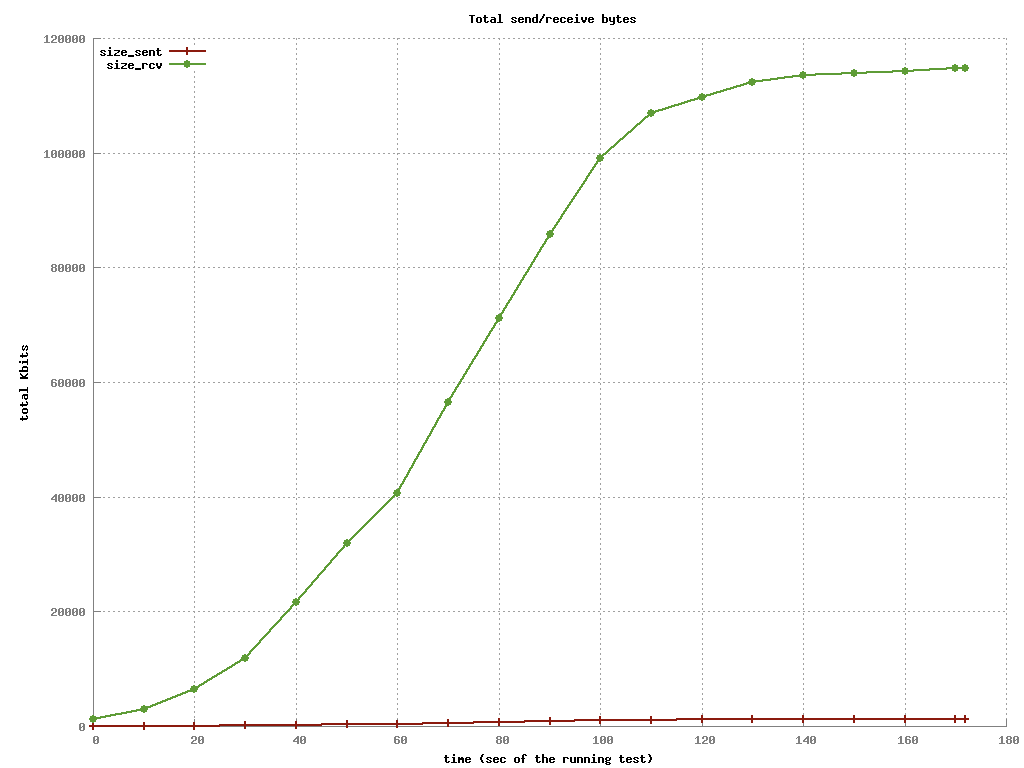 Total send/receive bytes
120000
size_sent
size_rcv
100000
80000
total Kbits
60000
40000
20000
0
0 20 40 60 80 100 120 140 160 180
time (sec of the running test)